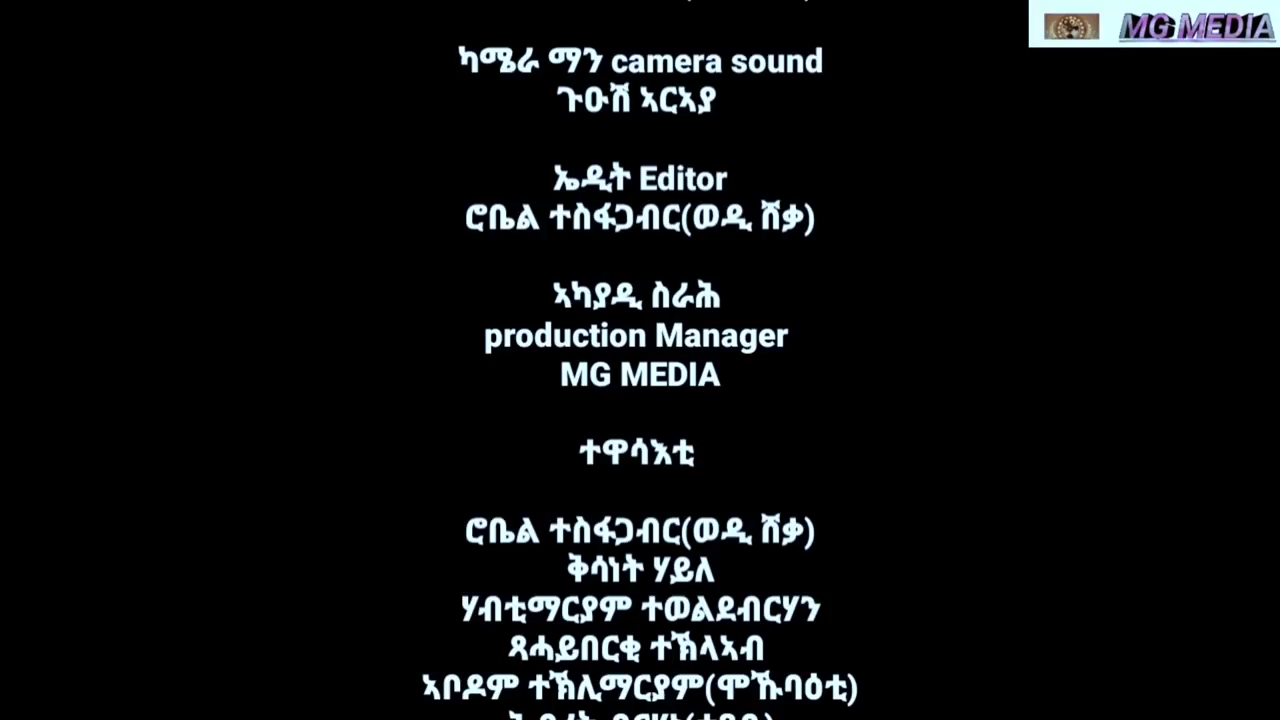 MG MEDIA
ካሜራ ማን camera sound
ጉዑሽ ኣርኣያ
ኤዲት Editor
ሮቤል ተስፋጋብር(ወዲ ሽቃ)
ኣካያዲ ስራሕ
production Manager
MG MEDIA
ተዋሳእቲ
ሮቤል ተስፋጋብር(ወዲ ሽቃ)
ቅሳነት ሃይለ
ሃብቲማርያም ተወልደብርሃን
ጻሓይበርቂ ተኽላኣብ
ኣቦዶም ተኽሊማርያም(ሞኹባዕቲ)